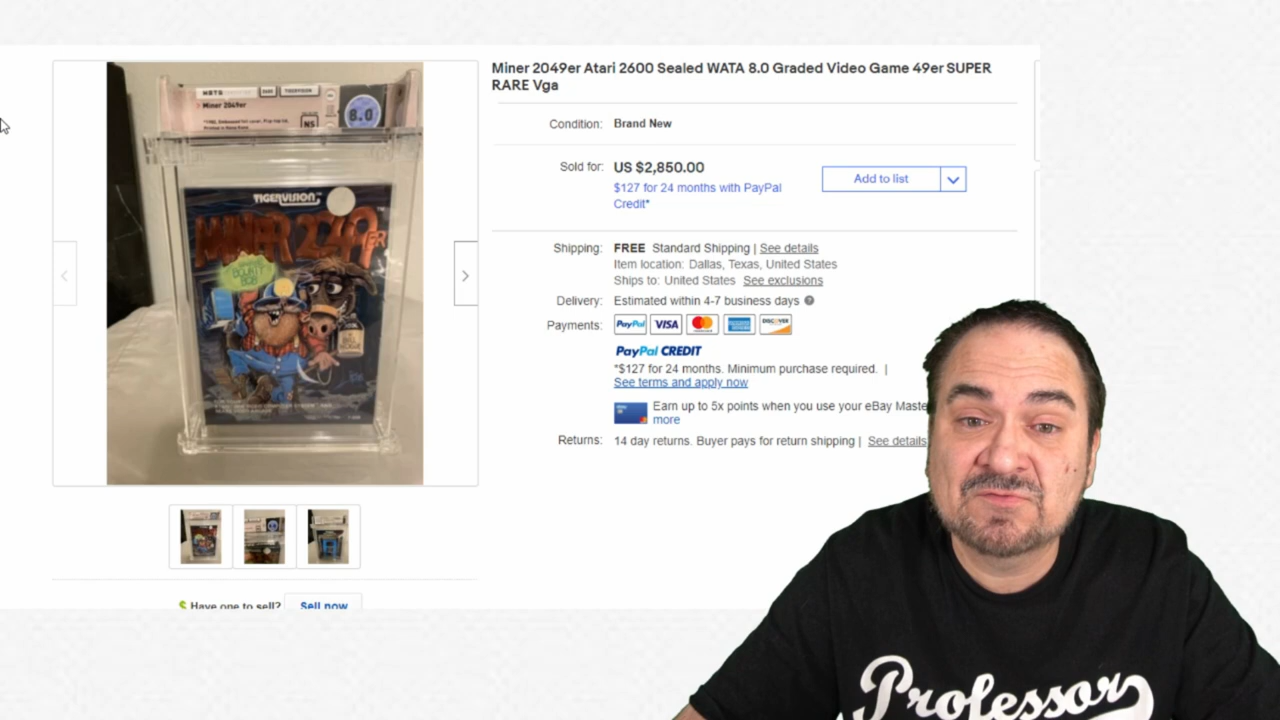 Miner 2049er Atari 2600 Sealed WATA 8.0 Graded Video Game 49er SUPER
RARE Vga
Condition: Brand New
Sold for: US $2,850.00
$127 for 24 months with PayPal
Credit*
Add to list
Shipping: FREE Standard Shipping | See details
Item location: Dallas, Texas, United States
Ships to: United States See exclusions
Delivery: Estimated within 4-7 business days
Payments: PayPal VISA DISCOVER
PayPal CREDIT
*$127 for 24 months. Minimum purchase required. |
See terms and apply now
Earn up to 5x points when you use your eBay Maste
more
Returns: 14 day returns. Buyer pays for return shipping | See details
Miner 2049er
8.0
NS
TIGERVISION
MINER 2049ER
BOUNTY
BOB
Have one to sell? Sell now
Professor